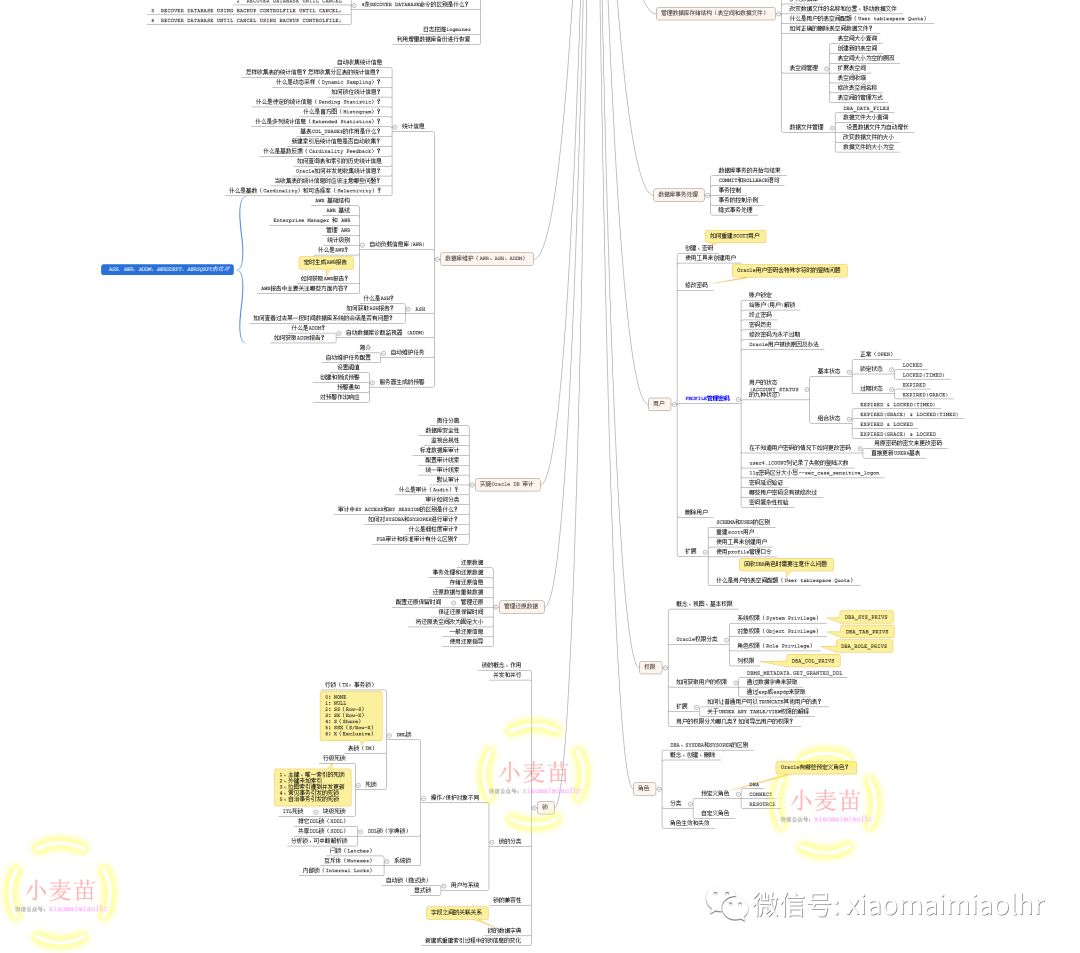 2 RECOVER DATABASE UNTIL CANCEL
3 RECOVER DATABASE USING BACKUP CONTROLFILE UNTIL CANCEL;
4 RECOVER DATABASE UNTIL CANCEL USING BACKUP CONTROLFILE;
4条RECOVER DATABASE命令的区别是什么?
日志挖掘logminer
利用增量数据库备份进行恢复
自动收集统计信息
怎样收集表的统计信息?怎样收集分区表的统计信息?
什么是动态采样(Dynamic Sampling)?
如何锁住统计信息?
什么是待定的统计信息(Pending Statistic)?
什么是直方图(Histogram)?
什么是多列统计信息(Extended Statistics)?
基表COL_USAGE$的作用是什么?
新建索引后统计信息是否自动收集?
什么是基数反馈(Cardinality Feedback)?
如何查询表和索引的历史统计信息
Oracle如何并发地收集统计信息?
当收集表的统计信息时应该注意哪些问题?
什么是基数(Cardinality)和可选择率(Selectivity)?
统计信息
AWR 基础结构
AWR 基线
Enterprise Manager 和 AWR
管理 AWR
统计级别
什么是AWR?
定时生成AWR报告
如何获取AWR报告?
AWR报告中主要关注哪些方面内容?
自动负载信息库(AWR)
ASH、AWR、ADDM、AWRDDRPT、AWRSQRPT的比对
什么是ASH?
如何获取ASH报告?
如何查看过去某一段时间数据库系统的会话是否有问题?
ASH
什么是ADDM?
如何获取ADDM报告?
自动数据库诊断监视器 (ADDM)
简介
自动维护任务配置
自动维护任务
设置阈值
创建和测试预警
预警通知
对预警作出响应
服务器生成的预警
数据库维护(AWR、ASH、ADDM)
责任分离
数据库安全性
监视合规性
标准数据库审计
配置审计线索
统一审计线索
默认审计
什么是审计(Audit)?
审计如何分类
审计中BY ACCESS和BY SESSION的区别是什么?
如何对SYSDBA和SYSOPER进行审计?
什么是细粒度审计?
FGA审计和标准审计有什么区别?
实施Oracle DB 审计
还原数据
事务处理和还原数据
存储还原信息
还原数据与重做数据
配置还原保留时间
管理还原
保证还原保留时间
将还原表空间改为固定大小
一般还原信息
使用还原指导
管理还原数据
锁的概念、作用
并发和并行
行锁(TX,事务锁)
0: NONE
1: NULL
2: SS (Row-S)
3: SX (Row-X)
4: S (Share)
5: SSX (S/Row-X)
6: X (Exclusive)
表锁(TM)
DML锁
行级死锁
1、主键、唯一索引的死锁
2、外键未加索引
3、位图索引遭到并发更新
4、常见事务引发的死锁
5、自治事务引发的死锁
死锁
ITL死锁
块级死锁
排它DDL锁(XDDL)
共享DDL锁(SDDL)
分析锁、可中断解析锁
DDL锁(字典锁)
闩锁(Latches)
互斥体(Mutexes)
内部锁(Internal Locks)
系统锁
操作/保护对象不同
自动锁(隐式锁)
显式锁
用户与系统
锁的分类
锁的兼容性
字段之间的关联关系
锁的数据字典
新建或重建索引过程中的锁信息的变化
锁
管理数据库存储结构(表空间和数据文件)
改变数据文件的名称和位置、移动数据文件
什么是用户的表空间配额(User tablespace Quota)
如何正确的删除表空间数据文件?
表空间大小查询
创建新的表空间
表空间大小为空的原因
扩展表空间
表空间收缩
修改表空间名称
表空间的管理方式
表空间管理
DBA_DATA_FILES
数据文件大小查询
设置数据文件为自动增长
改变数据文件的大小
数据文件的大小为空
数据文件管理
数据库事务处理
数据库事务的开始与结束
COMMIT和ROLLBACK语句
事务控制
事务的控制示例
隐式事务处理
如何重建SCOTT用户
创建、密码
使用工具来创建用户
Oracle用户密码含特殊字符时的登陆问题
修改密码
账户锁定
给账户(用户)解锁
终止密码
密码历史
修改密码为永不过期
Oracle用户被锁原因及办法
用户的状态
(ACCOUNT_STATUS
的九种状态)
基本状态
正常(OPEN)
锁定状态
LOCKED
LOCKED(TIMED)
过期状态
EXPIRED
EXPIRED(GRACE)
组合状态
EXPIRED & LOCKED(TIMED)
EXPIRED(GRACE) & LOCKED(TIMED)
EXPIRED & LOCKED
EXPIRED(GRACE) & LOCKED
PROFILE管理密码
用户
在不知道用户密码的情况下如何更改密码
用原密码的密文来更改密码
直接更新USER$基表
user$.LCOUNT列记录了失败的登陆次数
11g密码区分大小写--sec_case_sensitive_logon
密码延迟验证
哪些用户密码没有被修改过
密码复杂性校验
删除用户
SCHEMA和USER的区别
重建scott用户
使用工具来创建用户
使用profile管理口令
扩展
回收DBA角色时需要注意什么问题
什么是用户的表空间配额(User tablespace Quota)
概念、视图、基本权限
系统权限(System Privilege)
DBA_SYS_PRIVS
对象权限(Object Privilege)
DBA_TAB_PRIVS
Oracle权限分类
角色权限(Role Privilege)
DBA_ROLE_PRIVS
列权限
DBA_COL_PRIVS
权限
DBMS_METADATA.GET_GRANTED_DDL
如何获取用户的权限
通过数据字典来获取
通过exp或expdp来获取
如何让普通用户可以TRUNCATE其他用户的表?
扩展
关于UNDER ANY TABLE/VIEW权限的解释
用户的权限分为哪几类?如何导出用户的权限?
DBA、SYSDBA和SYSOPER的区别
概念、创建、删除
Oracle有哪些预定义角色?
角色
预定义角色
DBA
CONNECT
RESOURCE
分类
自定义角色
角色生效和失效
小麦苗
微信公众号:xiaomaimiaolhr
小麦苗
微信公众号:xiaomaimiaolhr
小麦苗
微信公众号:xiaomaimiaolhr
微信号: xiaomaimiaolhr